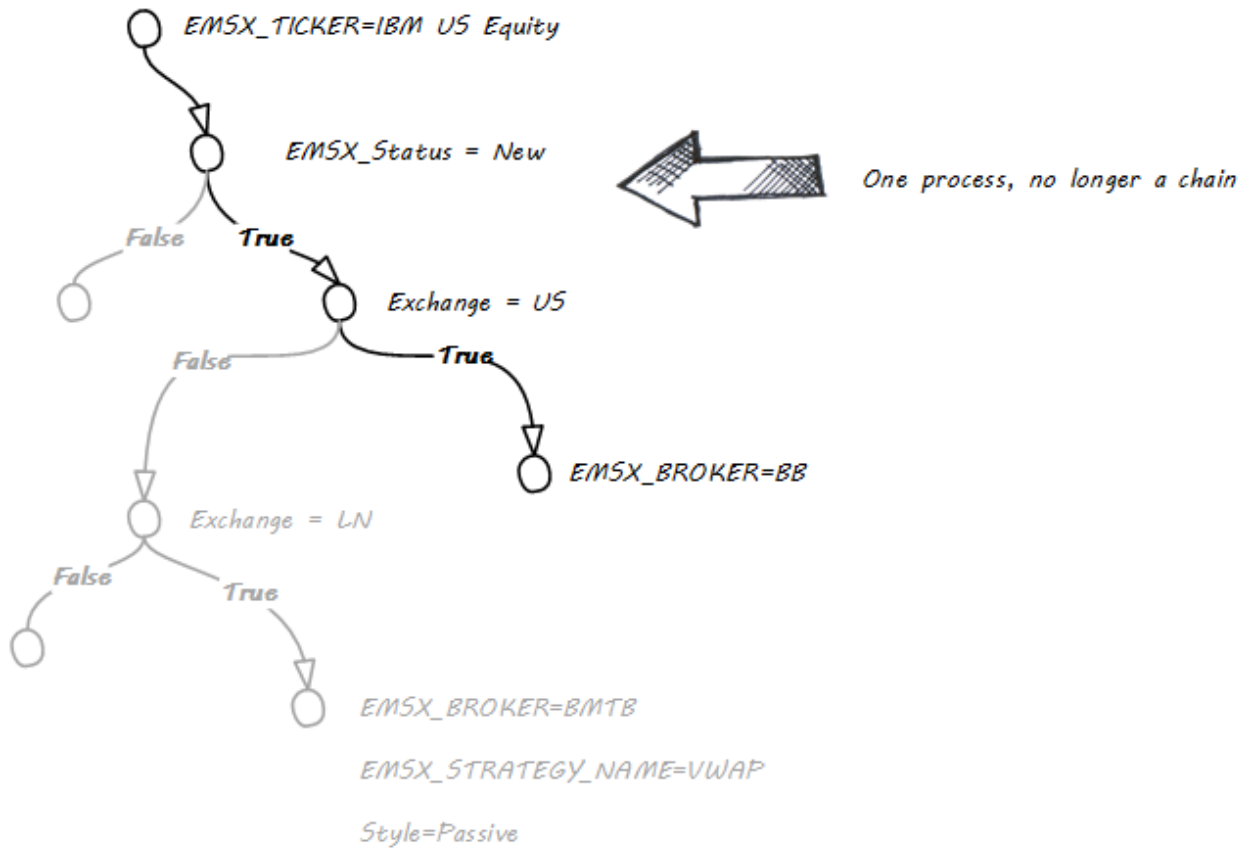 EMSX_TICKER=IBM US Equity
EMSX_Status = New
One process, no longer a chain
False
True
Exchange = US
False
True
EMSX_BROKER=BB
Exchange = LN
False
True
EMSX_BROKER=BMTB
EMSX_STRATEGY_NAME=VWAP
Style=Passive